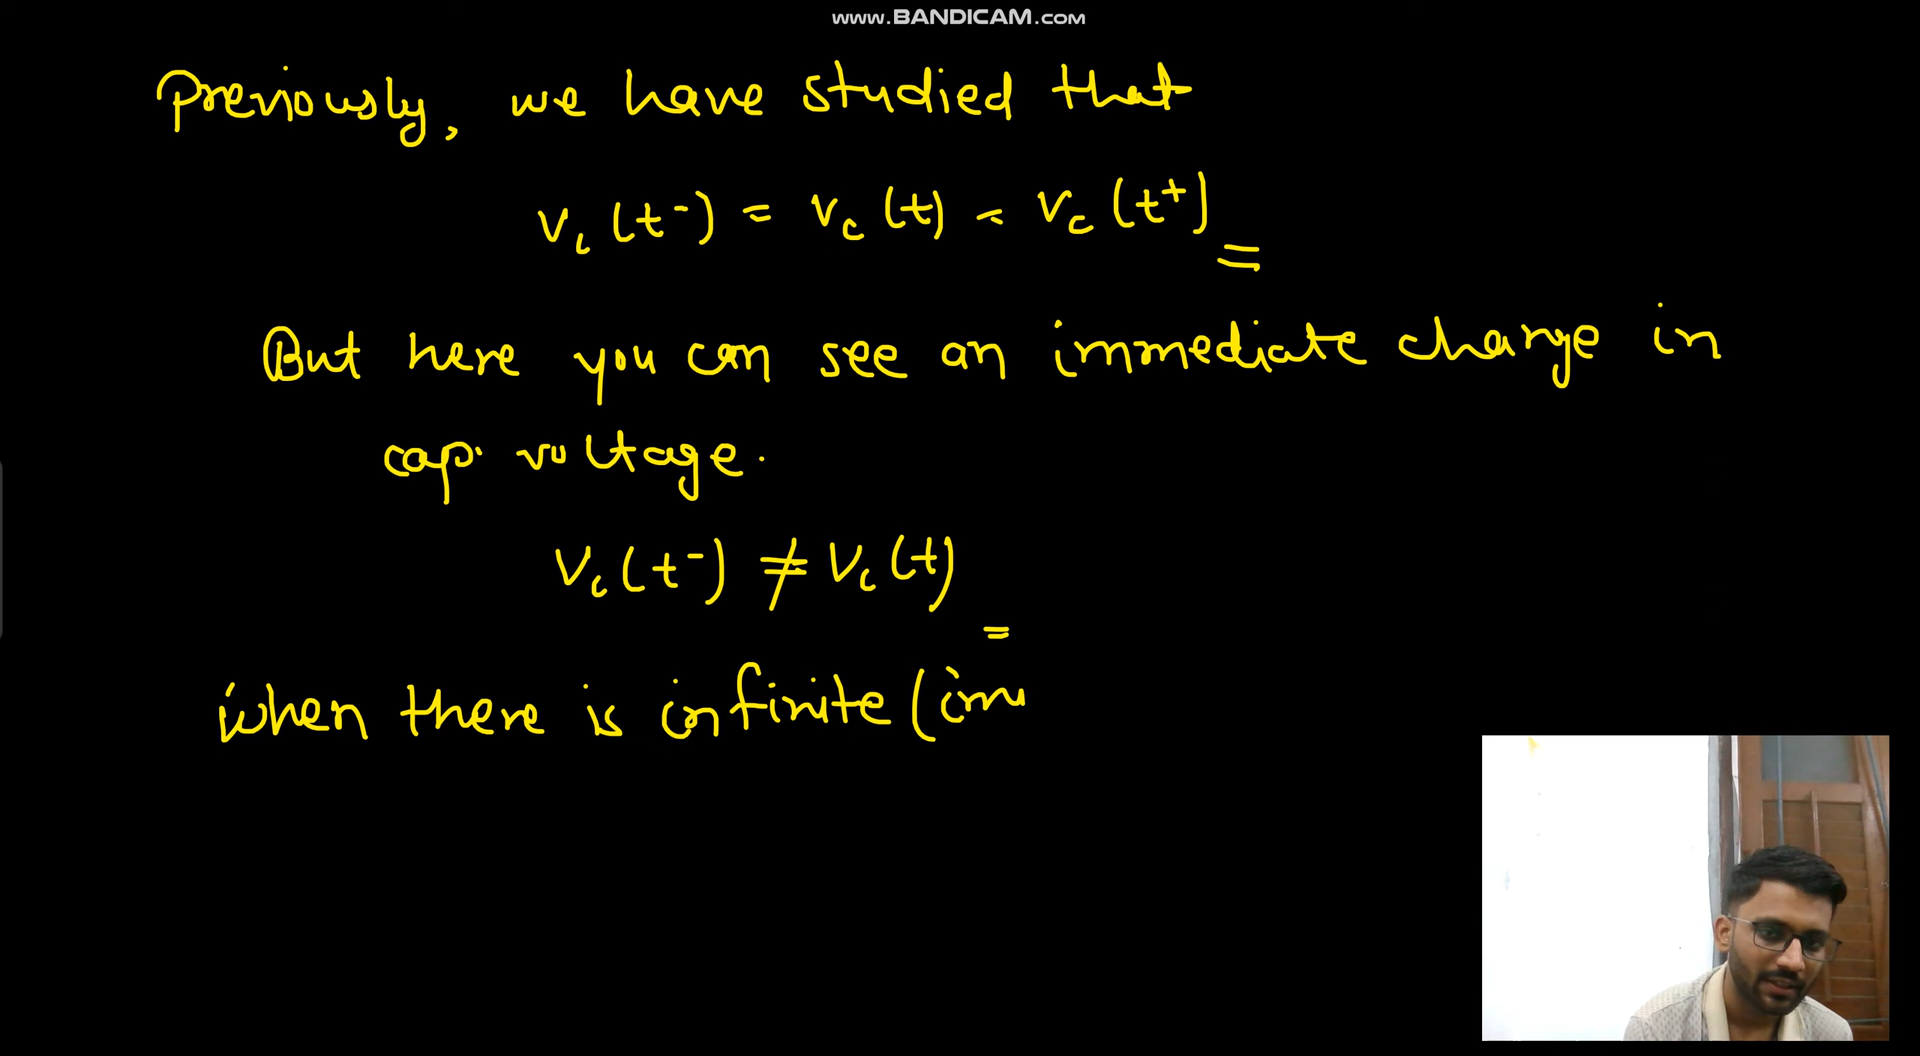 www.BANDICAM.com
Previously, we have studied that
Vc (t⁻) = Vc (t) = Vc (t⁺)
But here you can see an immediate change in
cap. voltage.
Vc (t⁻) ≠ Vc (t)
=
when there is infinite (im